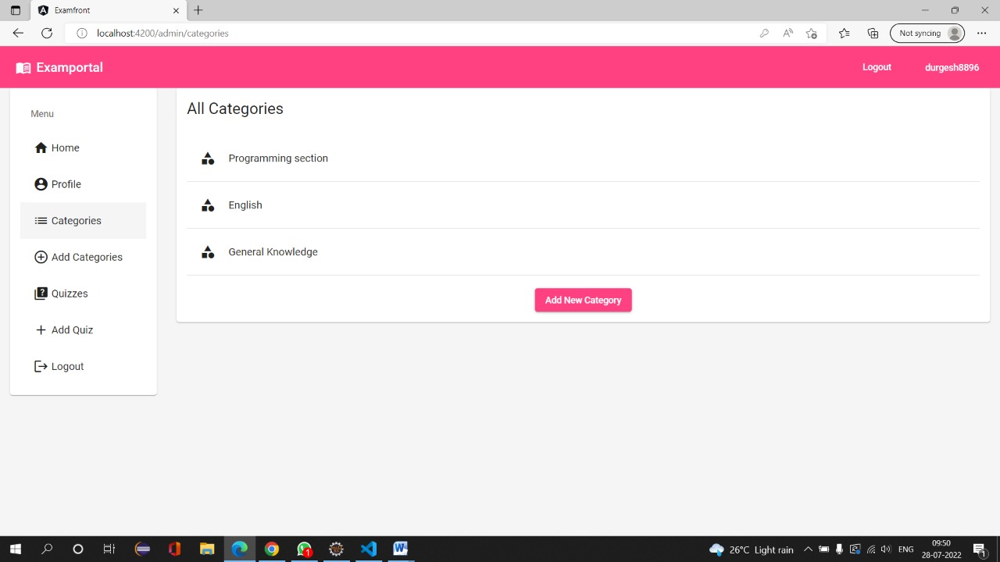 Examfront
localhost:4200/admin/categories
Not syncing
Examportal
Logout
durgesh8896
Menu
Home
Profile
Categories
Add Categories
Quizzes
Add Quiz
Logout
All Categories
Programming section
English
General Knowledge
Add New Category
26°C Light rain
ENG
09:50
28-07-2022
1
1